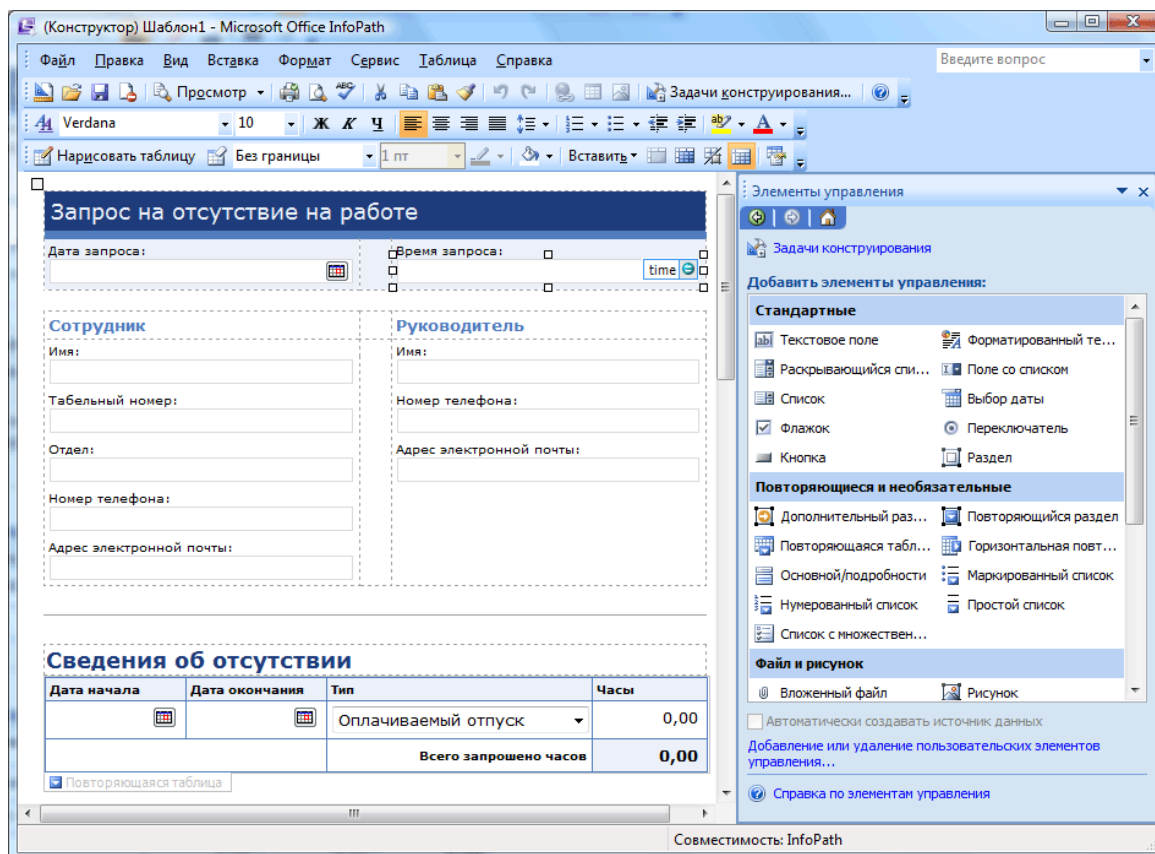 (Конструктор) Шаблон1 - Microsoft Office InfoPath
Файл Правка Вид Вставка Формат Сервис Таблица Справка Введите вопрос
Просмотр Задачи конструирования...
Verdana 10 Ж К Ч
Нарисовать таблицу Без границы 1 пт Вставить
Элементы управления
Задачи конструирования
Добавить элементы управления:
Стандартные
Текстовое поле Форматированный те...
Раскрывающийся спи... Поле со списком
Список Выбор даты
Флажок Переключатель
Кнопка Раздел
Повторяющиеся и необязательные
Дополнительный раз... Повторяющийся раздел
Повторяющаяся табл... Горизонтальная повт...
Основной/подробности Маркированный список
Нумерованный список Простой список
Список с множествен...
Файл и рисунок
Вложенный файл Рисунок
Автоматически создавать источник данных
Добавление или удаление пользовательских элементов
управления...
Справка по элементам управления
Запрос на отсутствие на работе
Дата запроса: Время запроса:
time
Сотрудник Руководитель
Имя: Имя:
Табельный номер: Номер телефона:
Отдел: Адрес электронной почты:
Номер телефона:
Адрес электронной почты:
Сведения об отсутствии
Дата начала Дата окончания Тип Часы
Оплачиваемый отпуск 0,00
Всего запрошено часов 0,00
Повторяющаяся таблица
Совместимость: InfoPath